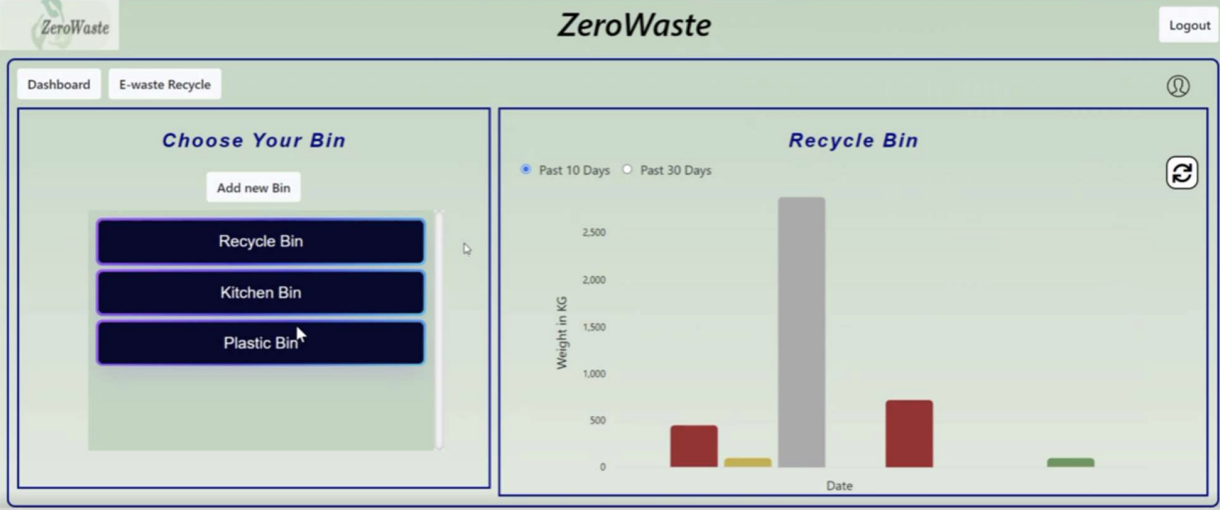 ZeroWaste
ZeroWaste
Logout
Dashboard
E-waste Recycle
Choose Your Bin
Add new Bin
Recycle Bin
Kitchen Bin
Plastic Bin
Recycle Bin
Past 10 Days
Past 30 Days
Weight in KG
2,500
2,000
1,500
1,000
500
0
Date